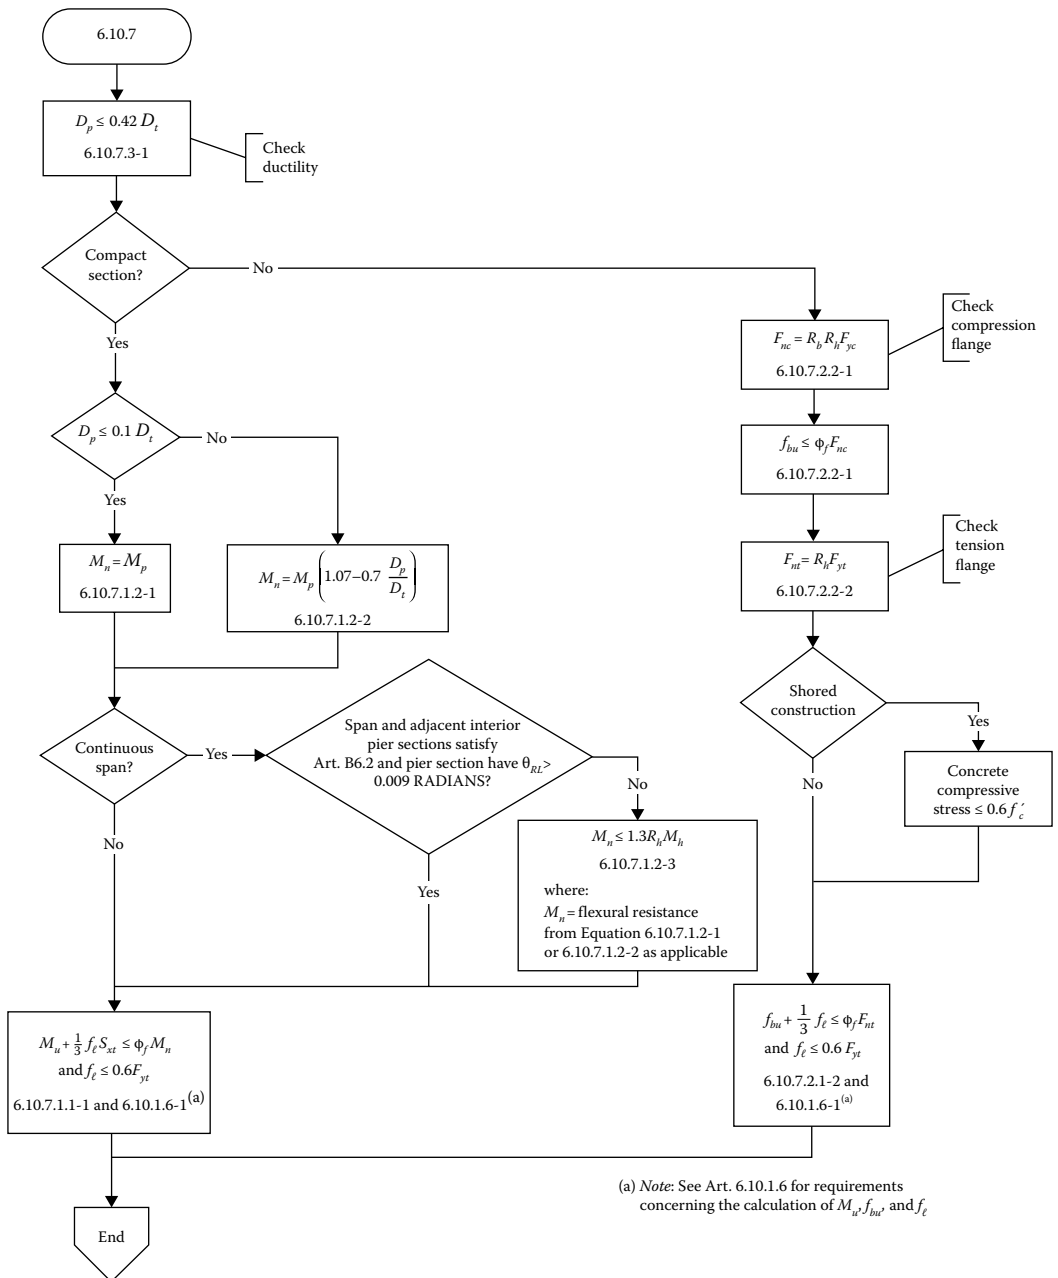 6.10.7
D_p ≤ 0.42 D_t
6.10.7.3-1
Check
ductility
Compact
section?
No
Yes
D_p ≤ 0.1 D_t
No
Yes
M_n = M_p
6.10.7.1.2-1
M_n = M_p (1.07–0.7 D_p/D_t)
6.10.7.1.2-2
Continuous
span?
Yes
No
Span and adjacent interior
pier sections satisfy
Art. B6.2 and pier section have θ_RL >
0.009 RADIANS?
No
Yes
M_n ≤ 1.3R_hM_h
6.10.7.1.2-3
where:
M_n = flexural resistance
from Equation 6.10.7.1.2-1
or 6.10.7.1.2-2 as applicable
M_u + 1/3 f_ℓ S_xt ≤ ϕ_f M_n
and f_ℓ ≤ 0.6F_yt
6.10.7.1.1-1 and 6.10.1.6-1(a)
End
F_nc = R_b R_h F_yc
6.10.7.2.2-1
Check
compression
flange
f_bu ≤ ϕ_f F_nc
6.10.7.2.2-1
F_nt = R_h F_yt
6.10.7.2.2-2
Check
tension
flange
Shored
construction
Yes
No
Concrete
compressive
stress ≤ 0.6 f′_c
f_bu + 1/3 f_ℓ ≤ ϕ_f F_nt
and f_ℓ ≤ 0.6 F_yt
6.10.7.2.1-2 and
6.10.1.6-1(a)
(a) Note: See Art. 6.10.1.6 for requirements
concerning the calculation of M_u, f_bu, and f_ℓ